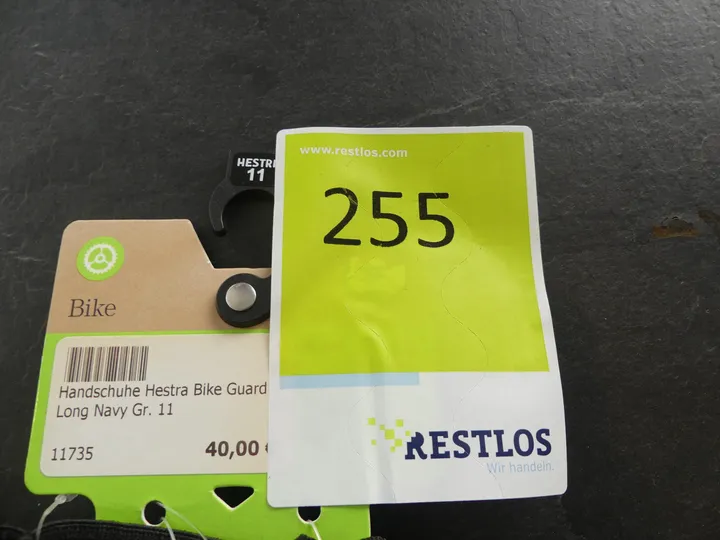 www.restlos.com
255
HESTR
11
Bike
Handschuhe Hestra Bike Guard
Long Navy Gr. 11
11735
40,00 €
RESTLOS
Wir handeln.